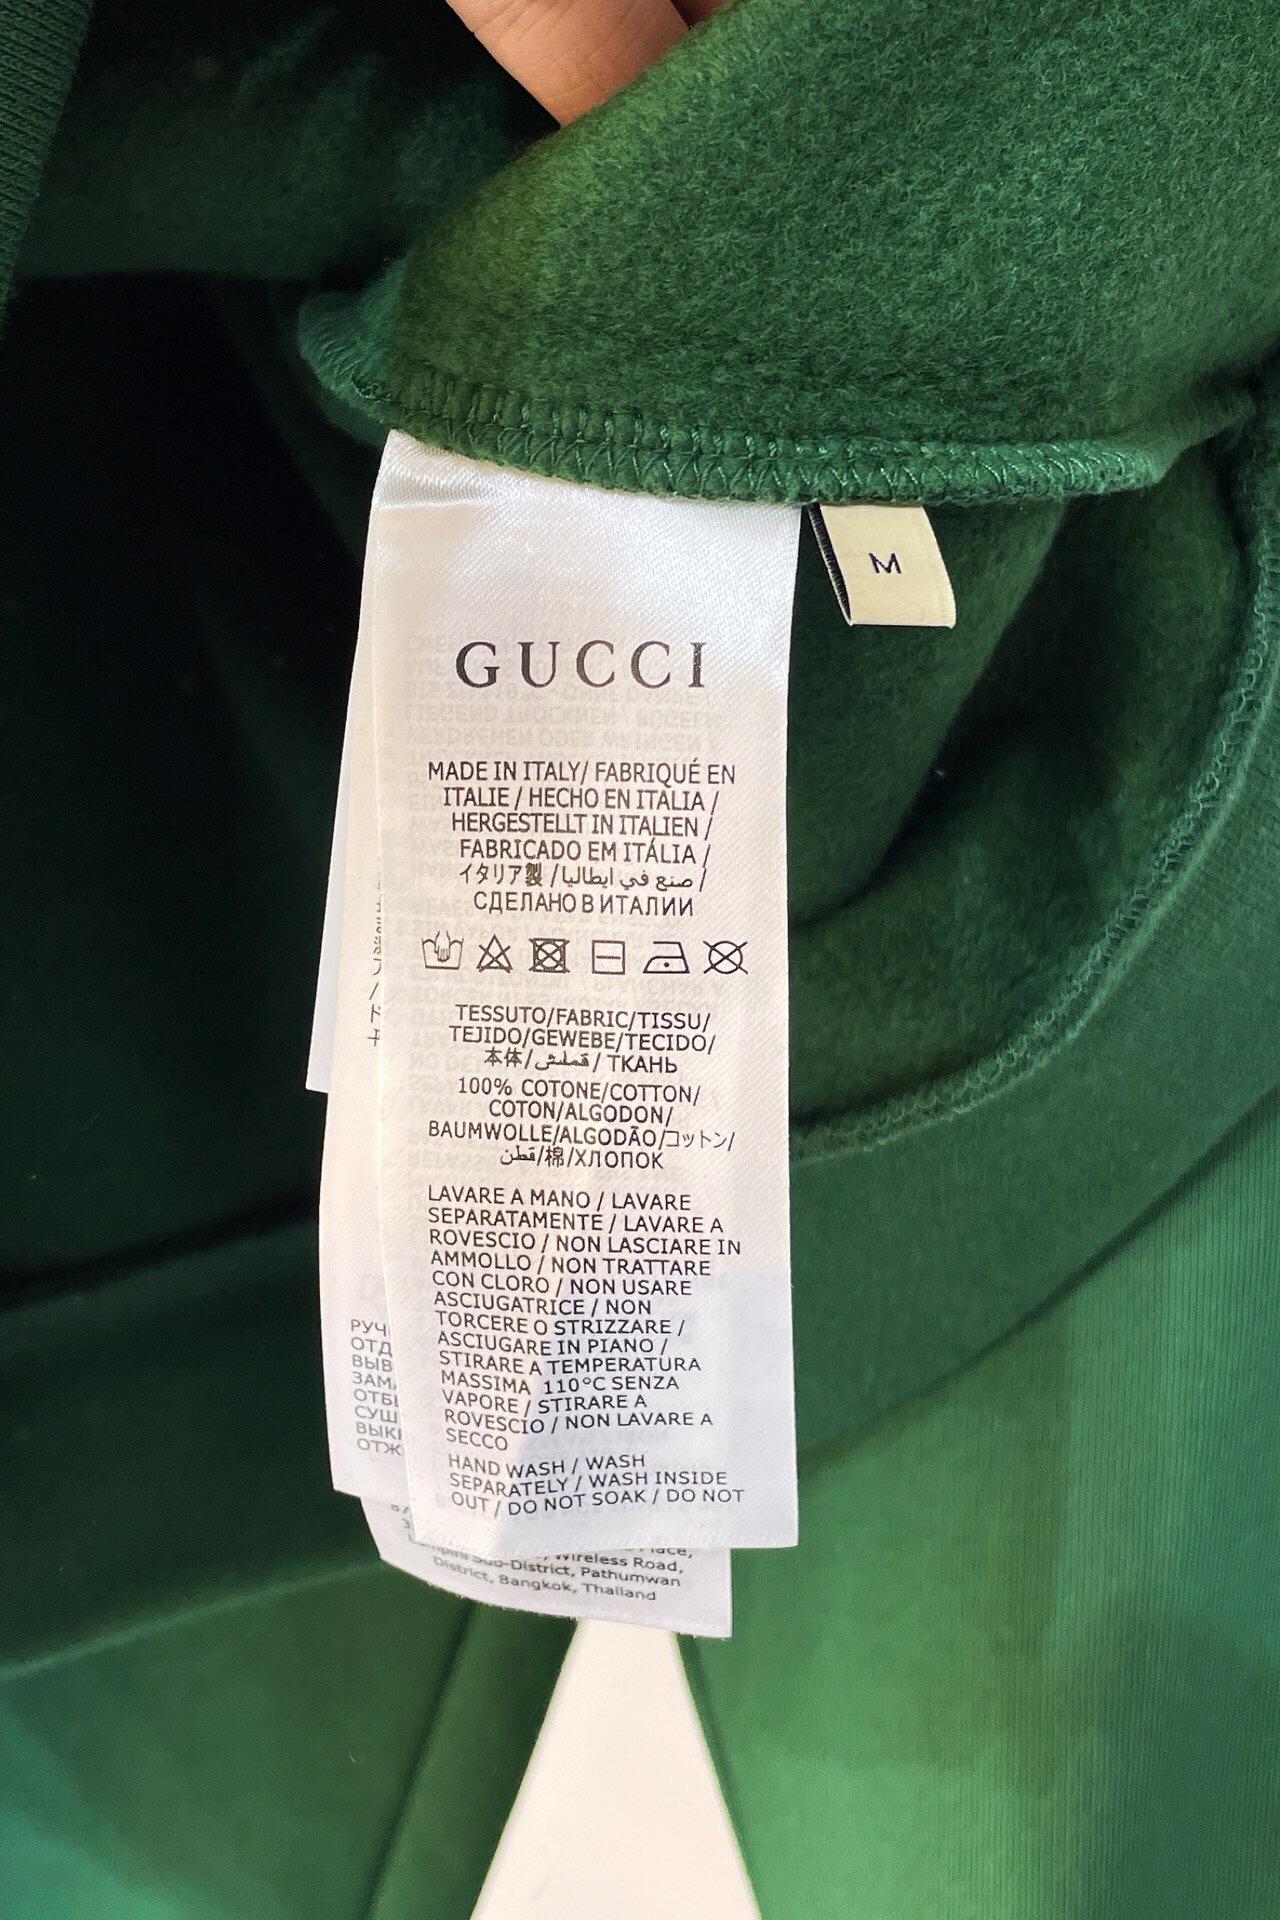 M
GUCCI
MADE IN ITALY/ FABRIQUÉ EN
ITALIE / HECHO EN ITALIA /
HERGESTELLT IN ITALIEN /
FABRICADO EM ITÁLIA /
イタリア製 / صنع في ايطاليا /
СДЕЛАНО В ИТАЛИИ
TESSUTO/FABRIC/TISSU/
TEJIDO/GEWEBE/TECIDO/
本体/قماش/ ТКАНЬ
100% COTONE/COTTON/
COTON/ALGODON/
BAUMWOLLE/ALGODÃO/コットン/
قطن/棉/ХЛОПОК
LAVARE A MANO / LAVARE
SEPARATAMENTE / LAVARE A
ROVESCIO / NON LASCIARE IN
AMMOLLO / NON TRATTARE
CON CLORO / NON USARE
ASCIUGATRICE / NON
TORCERE O STRIZZARE /
ASCIUGARE IN PIANO /
STIRARE A TEMPERATURA
MASSIMA 110°C SENZA
VAPORE / STIRARE A
ROVESCIO / NON LAVARE A
SECCO
HAND WASH / WASH
SEPARATELY / WASH INSIDE
OUT / DO NOT SOAK / DO NOT
Wireless Road,
Sub-District, Pathumwan
District, Bangkok, Thailand